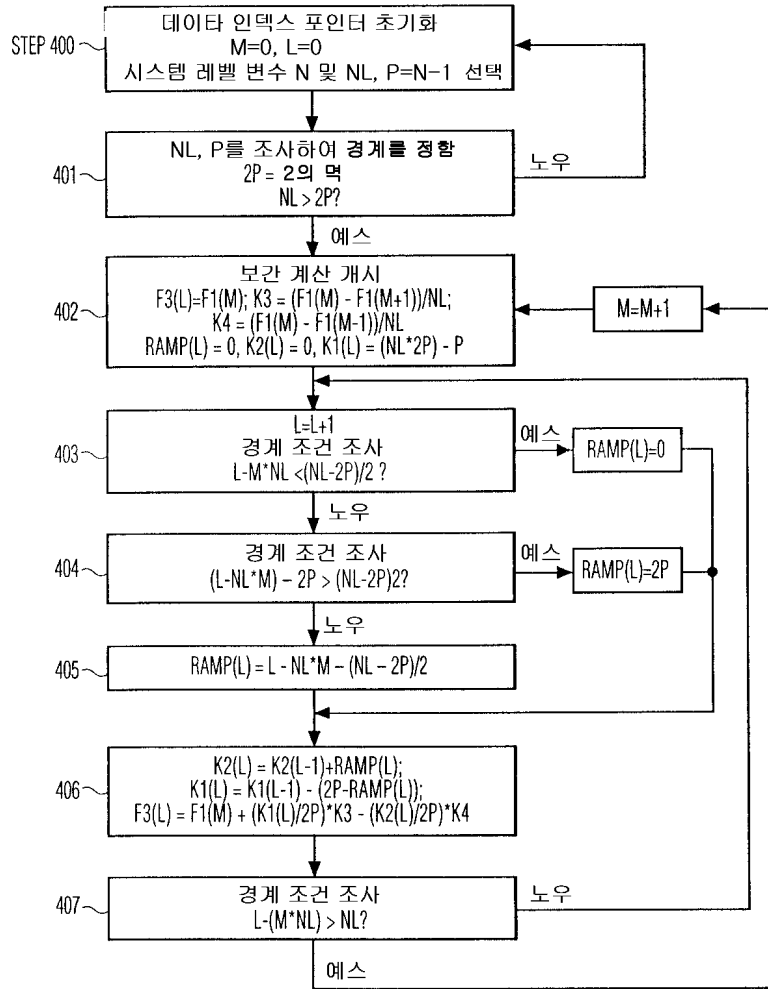 STEP 400
데이타 인덱스 포인터 초기화
M=0, L=0
시스템 레벨 변수 N 및 NL, P=N-1 선택
401
NL, P를 조사하여 경계를 정함
2P = 2의 멱
NL > 2P?
노우
예스
402
보간 계산 개시
F3(L)=F1(M); K3 = (F1(M) - F1(M+1))/NL;
K4 = (F1(M) - F1(M-1))/NL
RAMP(L) = 0, K2(L) = 0, K1(L) = (NL*2P) - P
M=M+1
403
L=L+1
경계 조건 조사
L-M*NL <(NL-2P)/2 ?
예스
RAMP(L)=0
노우
404
경계 조건 조사
(L-NL*M) – 2P > (NL-2P)2?
예스
RAMP(L)=2P
노우
405
RAMP(L) = L - NL*M – (NL – 2P)/2
406
K2(L) = K2(L-1)+RAMP(L);
K1(L) = K1(L-1) - (2P-RAMP(L));
F3(L) = F1(M) + (K1(L)/2P)*K3 - (K2(L)/2P)*K4
407
경계 조건 조사
L-(M*NL) > NL?
노우
예스